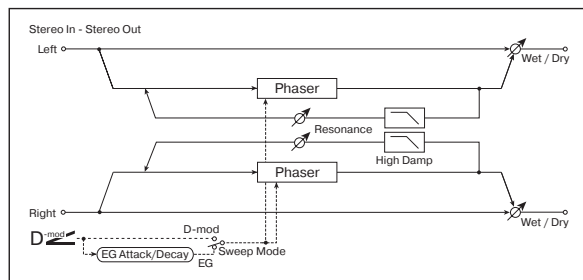 Stereo In - Stereo Out
Left
Wet / Dry
Phaser
Resonance
High Damp
Phaser
Right
Wet / Dry
D-mod
D-mod
EG Attack/Decay
EG
Sweep Mode